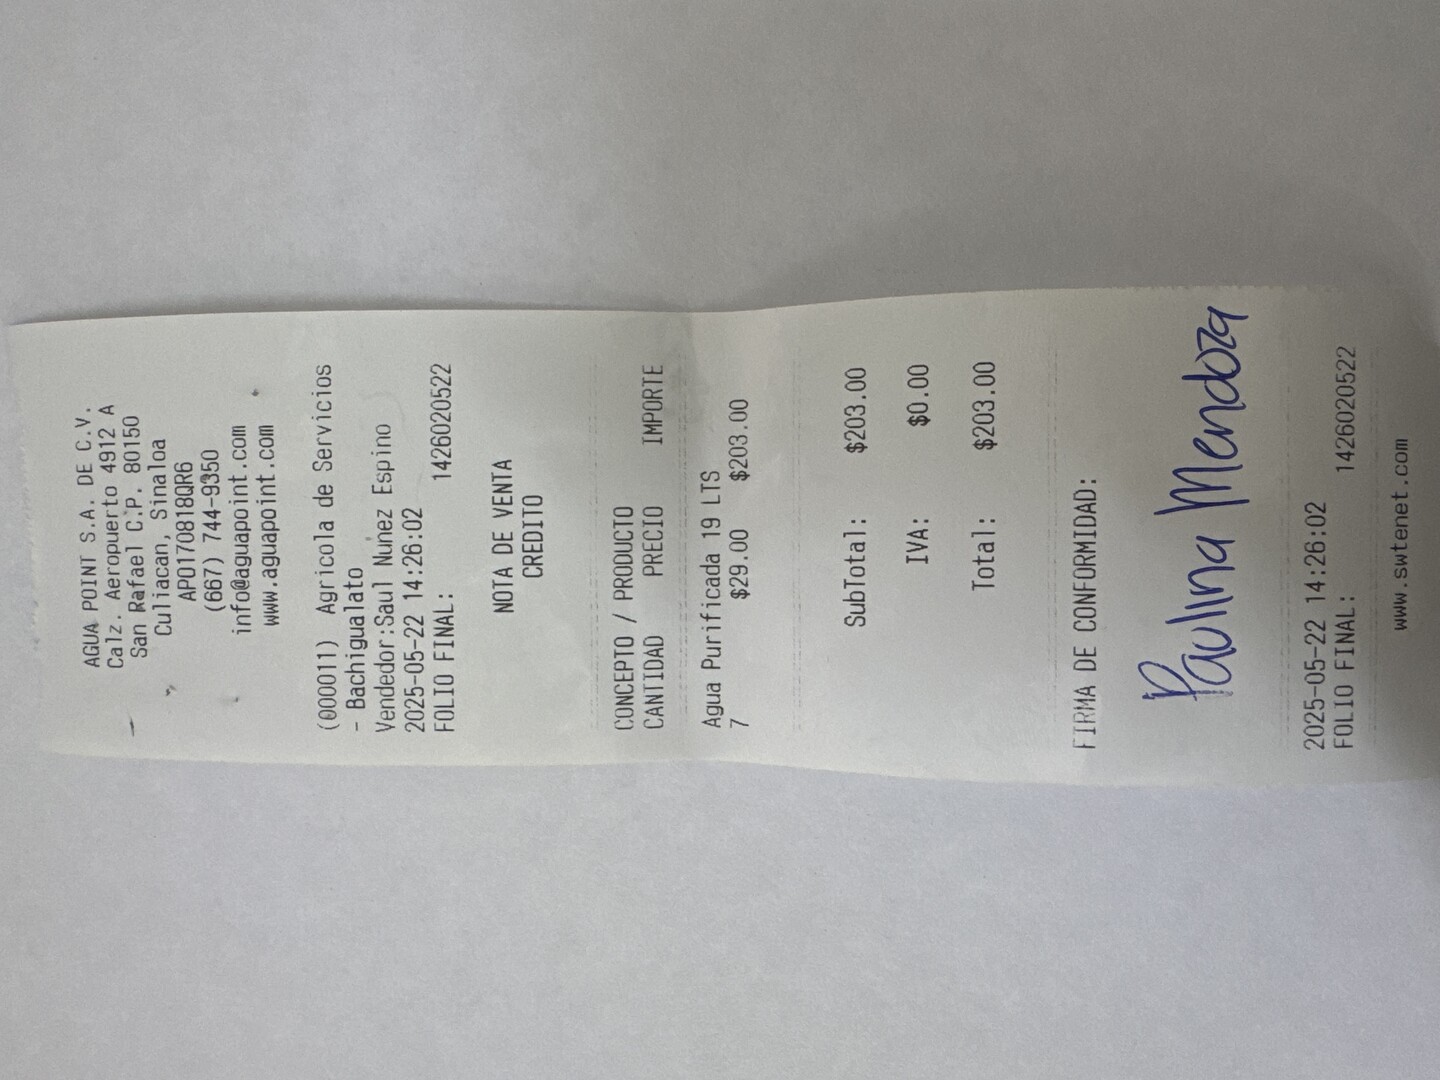 AGUA POINT S.A. DE C.V.
Calz. Aeropuerto 4912 A
San Rafael C.P. 80150
Culiacan, Sinaloa
APO170818QR6
(667) 744-9350
info@aguapoint.com
www.aguapoint.com
(000011) Agricola de Servicios
- Bachigualato
Vendedor:Saul Nunez Espino
2025-05-22 14:26:02
FOLIO FINAL: 1426020522
NOTA DE VENTA
CREDITO
CONCEPTO / PRODUCTO
CANTIDAD PRECIO IMPORTE
Agua Purificada 19 LTS
7 $29.00 $203.00
SubTotal: $203.00
IVA: $0.00
Total: $203.00
FIRMA DE CONFORMIDAD:
Paulina Mendoza
2025-05-22 14:26:02
FOLIO FINAL: 1426020522
www.swtenet.com